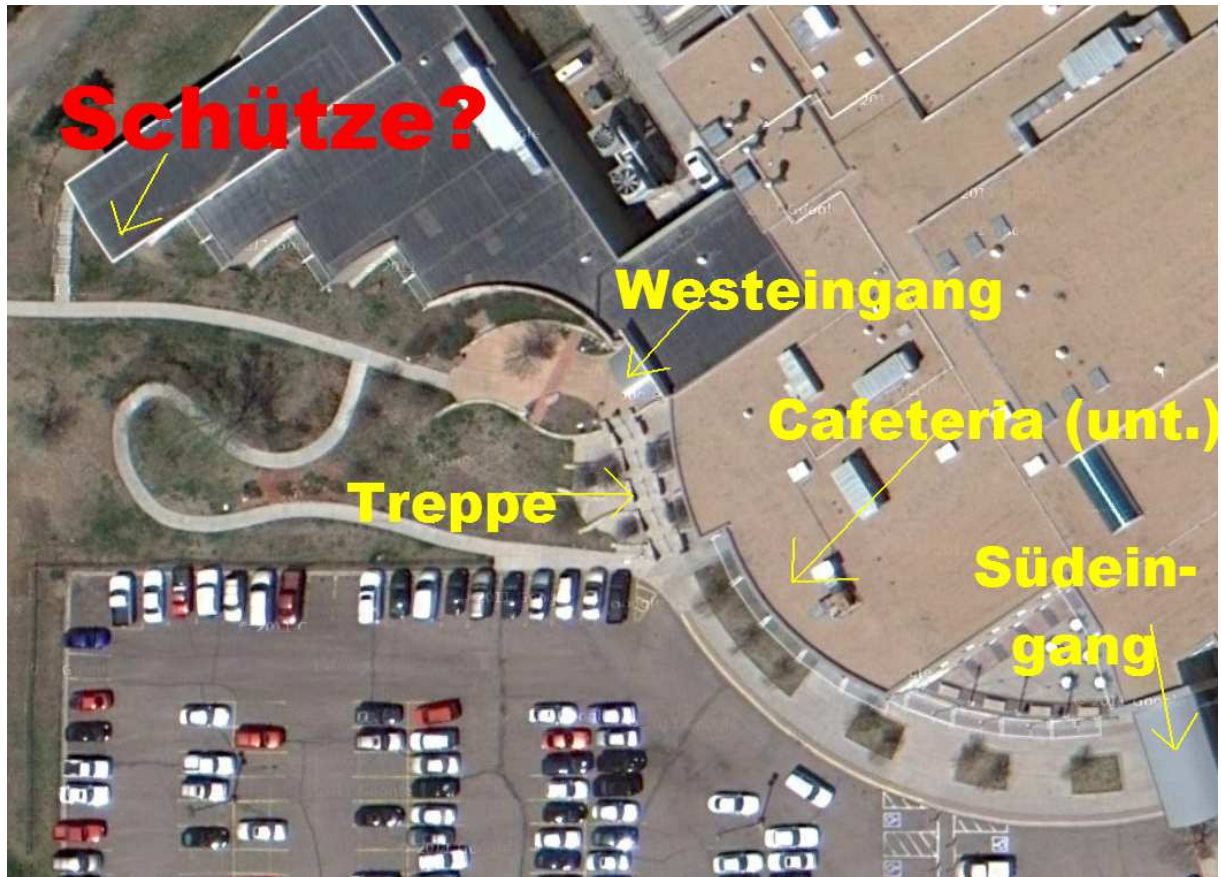 Schütze?
Westeingang
Cafeteria (unt.)
Treppe
Südein-
gang